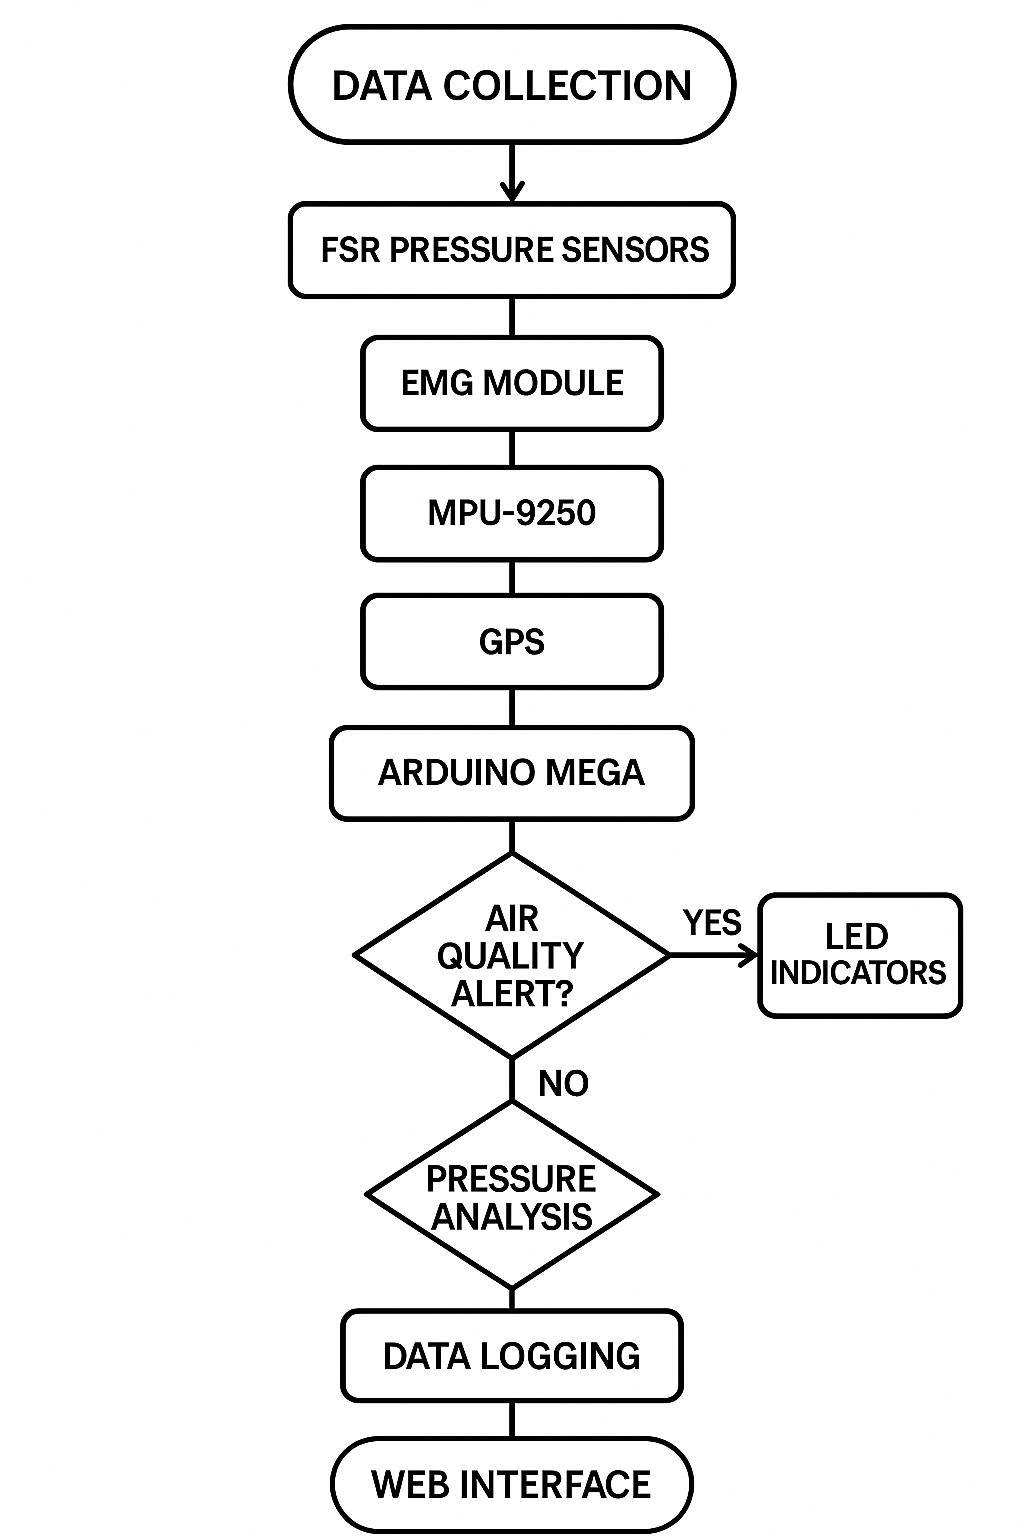 DATA COLLECTION
FSR PRESSURE SENSORS
EMG MODULE
MPU-9250
GPS
ARDUINO MEGA
AIR
QUALITY
ALERT?
YES
LED
INDICATORS
NO
PRESSURE
ANALYSIS
DATA LOGGING
WEB INTERFACE